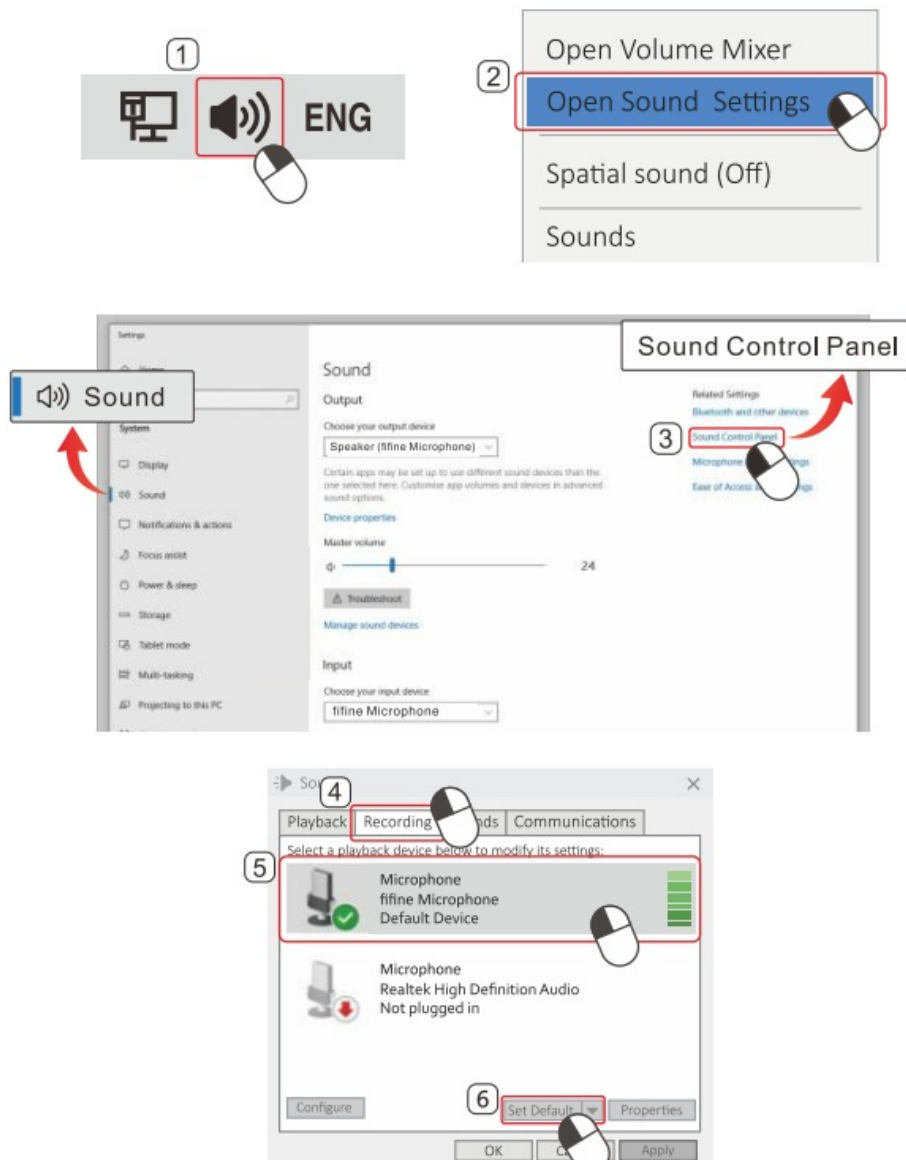 1
ENG
2
Open Volume Mixer
Open Sound Settings
Spatial sound (Off)
Sounds
Settings
Sound
System
Display
Sound
Notifications & actions
Focus assist
Power & sleep
Storage
Tablet mode
Multi-tasking
Projecting to this PC
Sound
Output
Choose your output device
Speaker (fifine Microphone)
Certain apps may be set up to use different sound devices than the
one selected here. Customise app volumes and devices in advanced
sound options.
Device properties
Master volume
24
Troubleshoot
Manage sound devices
Input
Choose your input device
fifine Microphone
Sound Control Panel
Related Settings
Bluetooth and other devices
3
Sound Control Panel
Microphone
Ease of Access
4
Playback
Recording
Communications
Select a playback device below to modify its settings:
5
Microphone
fifine Microphone
Default Device
Microphone
Realtek High Definition Audio
Not plugged in
Configure
6
Set Default
Properties
OK
Apply